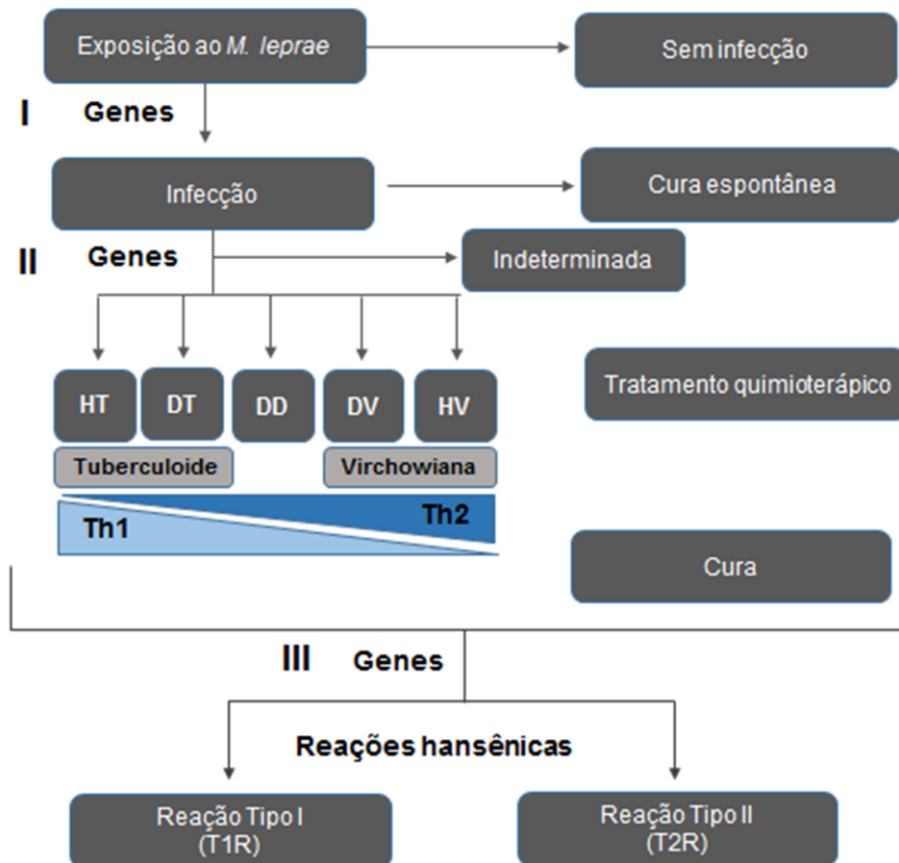 Exposição ao M. leprae
Sem infecção
I Genes
Infecção
Cura espontânea
II Genes
Indeterminada
HT DT DD DV HV
Tratamento quimioterápico
Tuberculoide Virchowiana
Th2
Th1
Cura
III Genes
Reações hansênicas
Reação Tipo I
(T1R)
Reação Tipo II
(T2R)